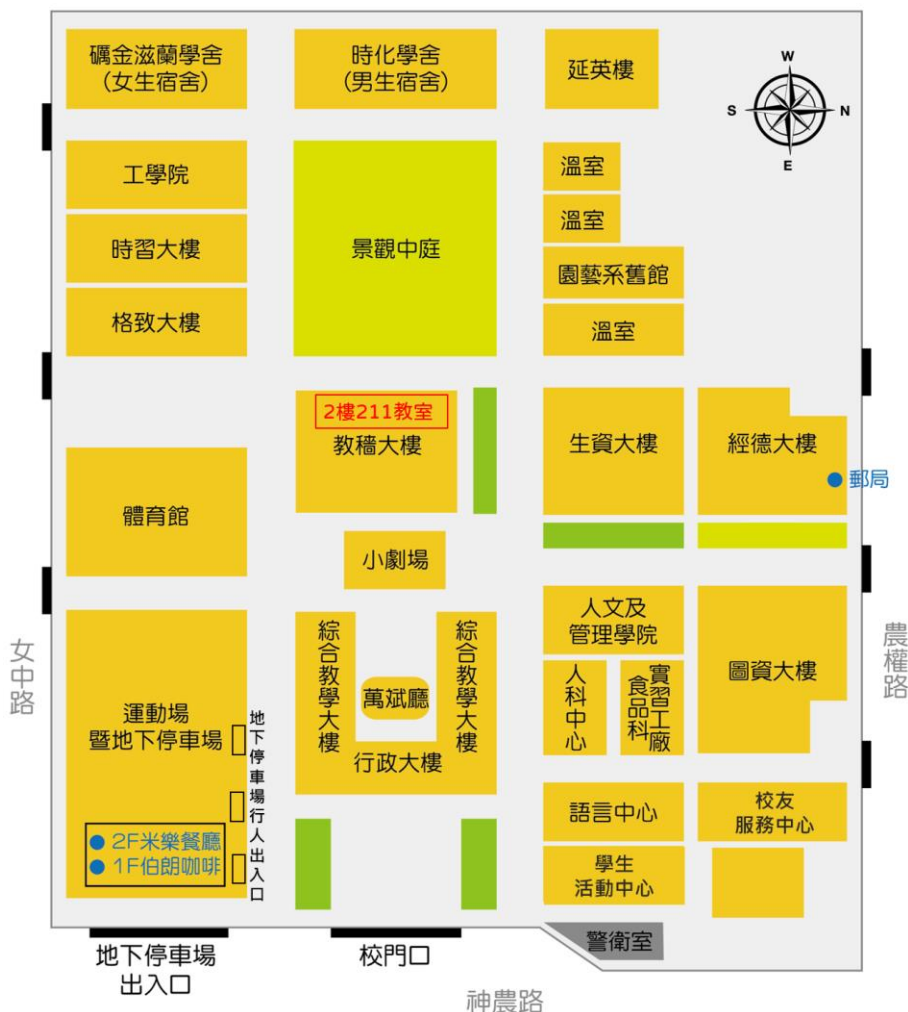 礪金滋蘭學舍
(女生宿舍)
時化學舍
(男生宿舍)
延英樓
W
S
N
E
工學院
時習大樓
格致大樓
景觀中庭
溫室
溫室
園藝系舊館
溫室
2樓211教室
教穡大樓
生資大樓
經德大樓
郵局
體育館
小劇場
人文及
管理學院
圖資大樓
人科中心
食品科
實習工廠
綜合教學大樓
萬斌廳
綜合教學大樓
行政大樓
女中路
農權路
運動場
暨地下停車場
地下停車場行人出入口
2F米樂餐廳
1F伯朗咖啡
語言中心
校友
服務中心
學生
活動中心
警衛室
地下停車場
出入口
校門口
神農路